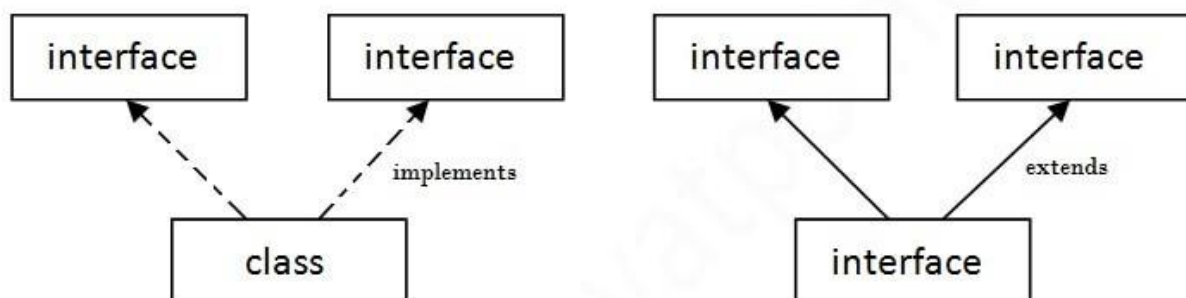 interface interface interface interface
implements extends
class interface